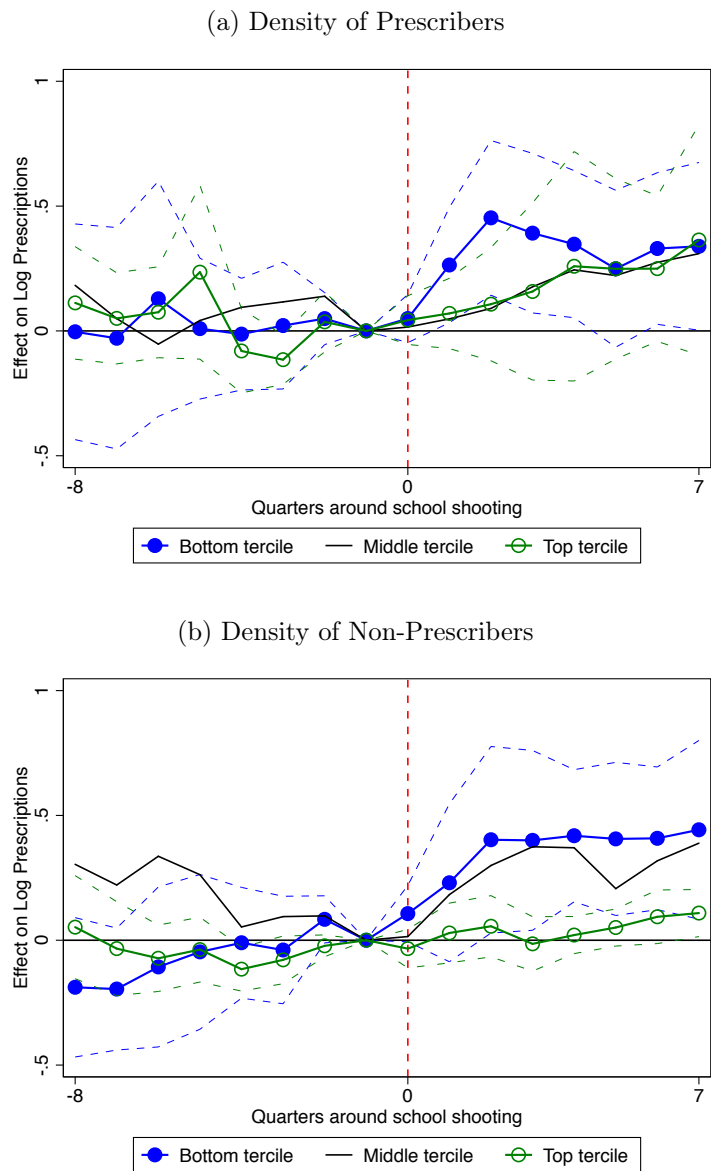 (a) Density of Prescribers
Effect on Log Prescriptions
1
.5
0
-.5
-8
0
7
Quarters around school shooting
Bottom tercile
Middle tercile
Top tercile
(b) Density of Non-Prescribers
Effect on Log Prescriptions
1
.5
0
-.5
-8
0
7
Quarters around school shooting
Bottom tercile
Middle tercile
Top tercile